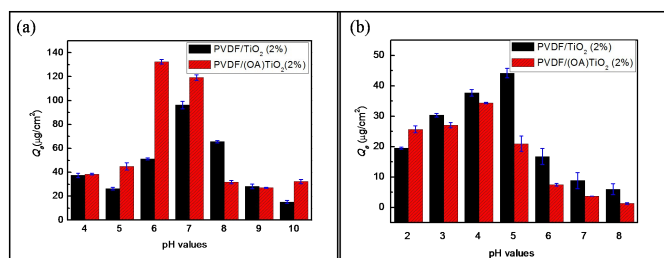 (a)
PVDF/TiO2 (2%)
PVDF/(OA)TiO2(2%)
140
120
100
80
60
40
20
0
Qe(μg/cm2)
4 5 6 7 8 9 10
pH values
(b)
PVDF/TiO2 (2%)
PVDF/(OA)TiO2(2%)
50
40
30
20
10
0
Qe(μg/cm2)
2 3 4 5 6 7 8
pH values